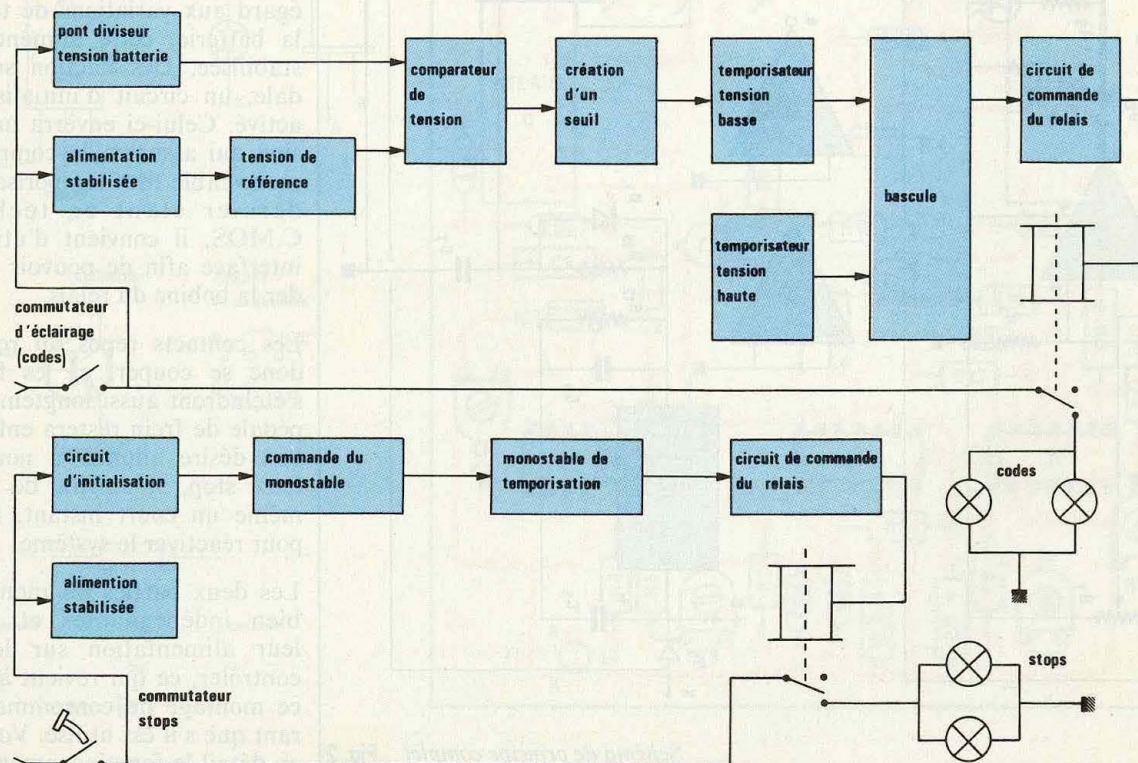 pont diviseur
tension batterie
comparateur
de
tension
création
d'un
seuil
temporisateur
tension
basse
circuit de
commande
du relais
alimentation
stabilisée
tension de
référence
bascule
temporisateur
tension
haute
commutateur
d'éclairage
(codes)
circuit
d'initialisation
commande du
monostable
monostable de
temporisation
circuit de commande
du relais
codes
alimention
stabilisée
stops
commutateur
stops